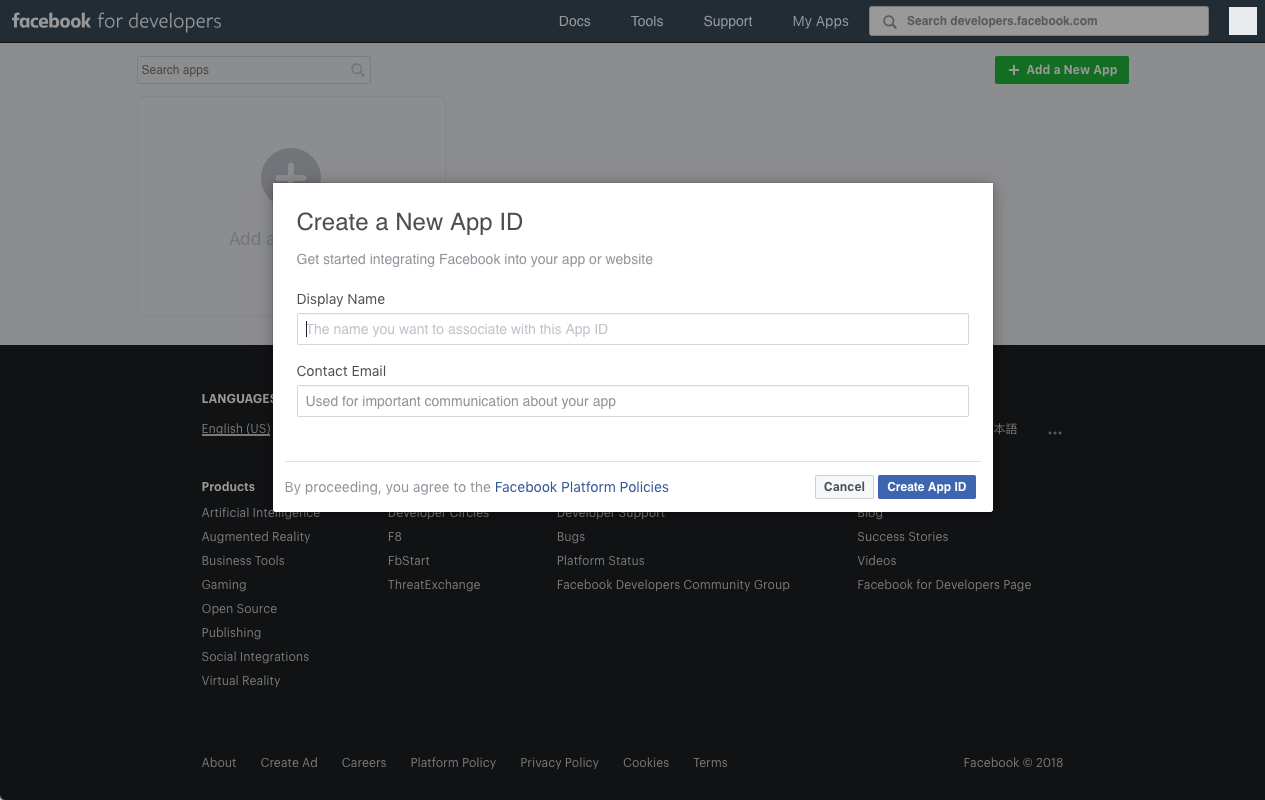 facebook for developers
Docs
Tools
Support
My Apps
Search developers.facebook.com
Search apps
+ Add a New App
Add a
Create a New App ID
Get started integrating Facebook into your app or website
Display Name
The name you want to associate with this App ID
Contact Email
Used for important communication about your app
By proceeding, you agree to the Facebook Platform Policies
Cancel
Create App ID
LANGUAGES
English (US)
本語
...
Products
Artificial Intelligence
Augmented Reality
Business Tools
Gaming
Open Source
Publishing
Social Integrations
Virtual Reality
Developer Circles
F8
FbStart
ThreatExchange
Developer Support
Bugs
Platform Status
Facebook Developers Community Group
Blog
Success Stories
Videos
Facebook for Developers Page
About
Create Ad
Careers
Platform Policy
Privacy Policy
Cookies
Terms
Facebook © 2018